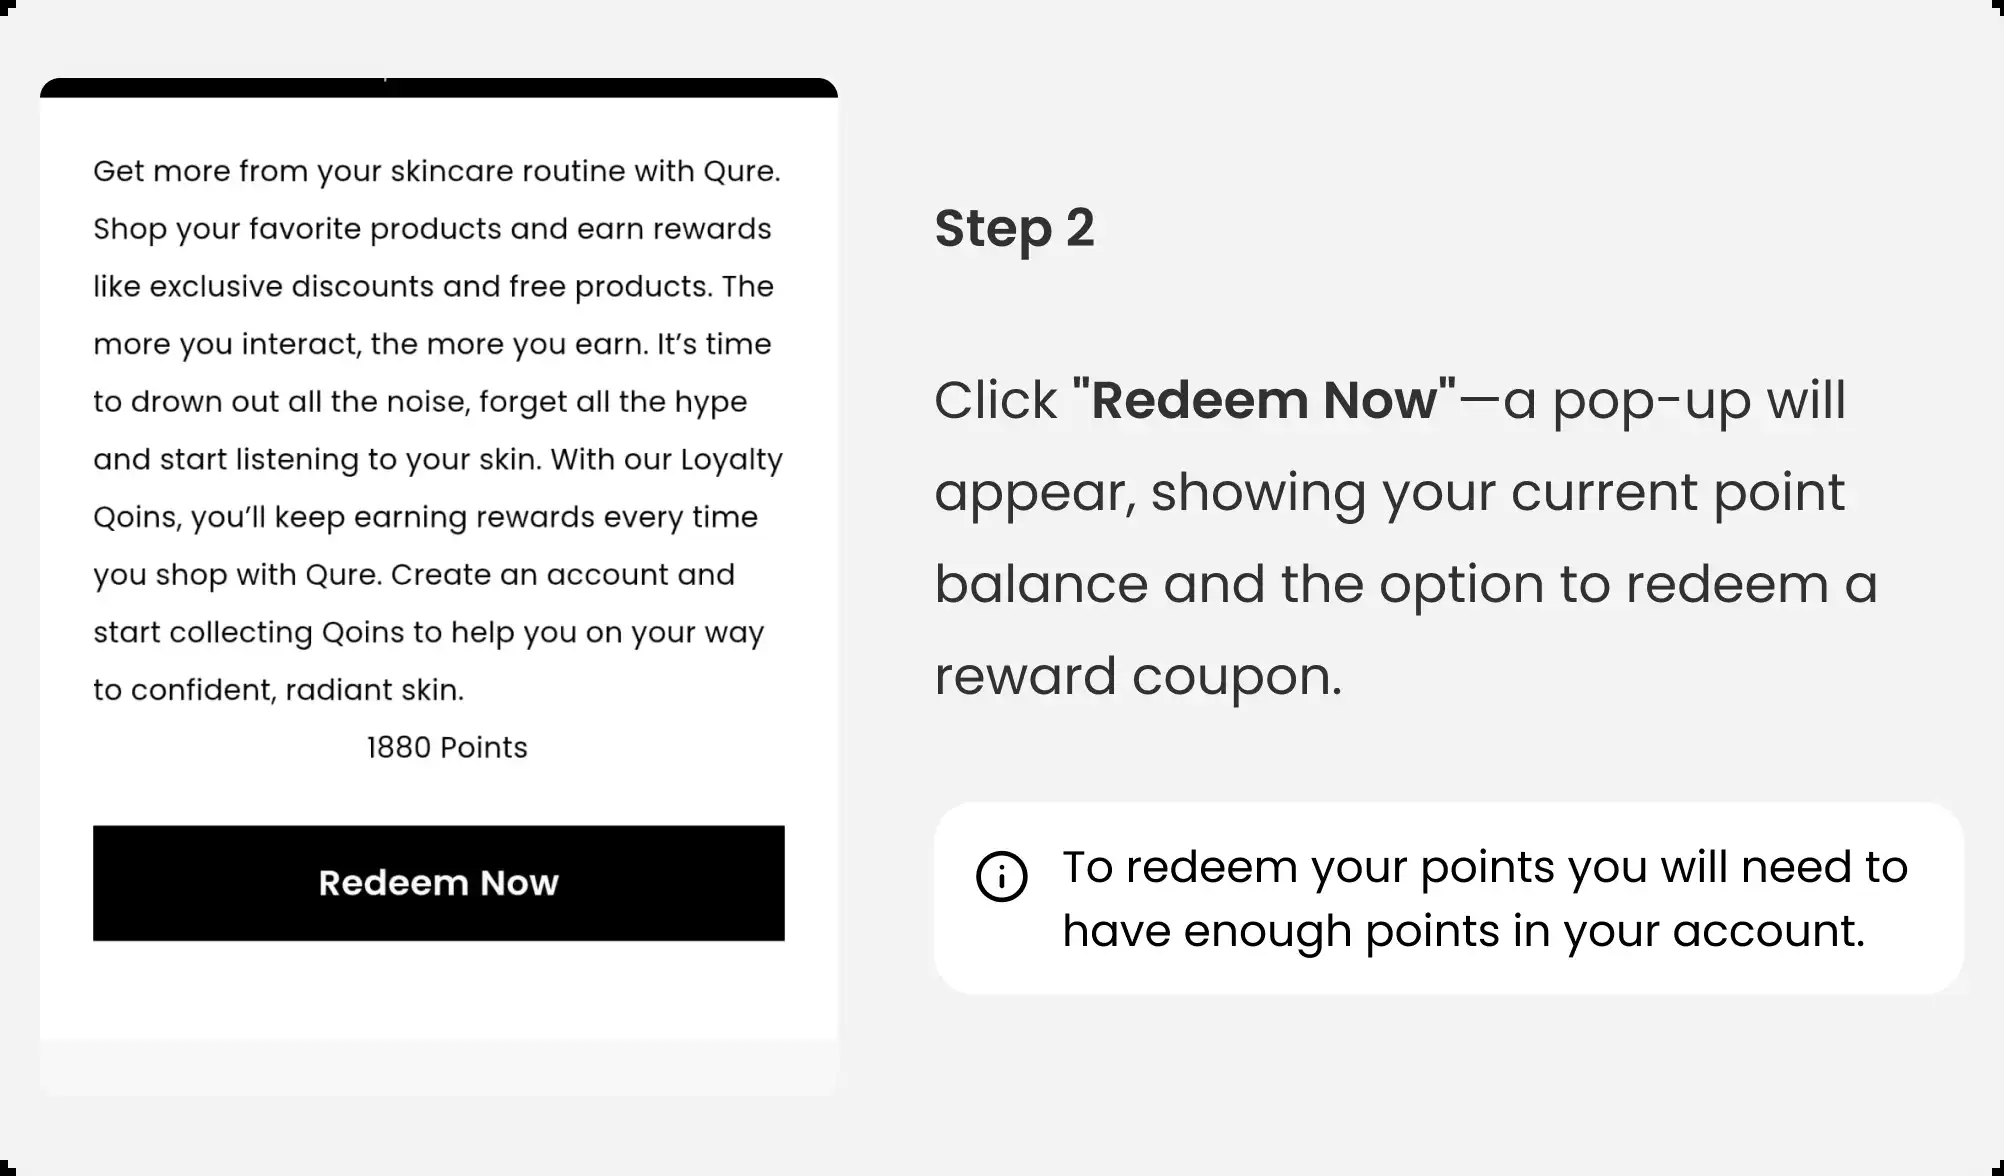 Get more from your skincare routine with Qure.
Shop your favorite products and earn rewards
like exclusive discounts and free products. The
more you interact, the more you earn. It’s time
to drown out all the noise, forget all the hype
and start listening to your skin. With our Loyalty
Qoins, you’ll keep earning rewards every time
you shop with Qure. Create an account and
start collecting Qoins to help you on your way
to confident, radiant skin.
1880 Points
Redeem Now
Step 2
Click "Redeem Now"—a pop-up will
appear, showing your current point
balance and the option to redeem a
reward coupon.
To redeem your points you will need to
have enough points in your account.